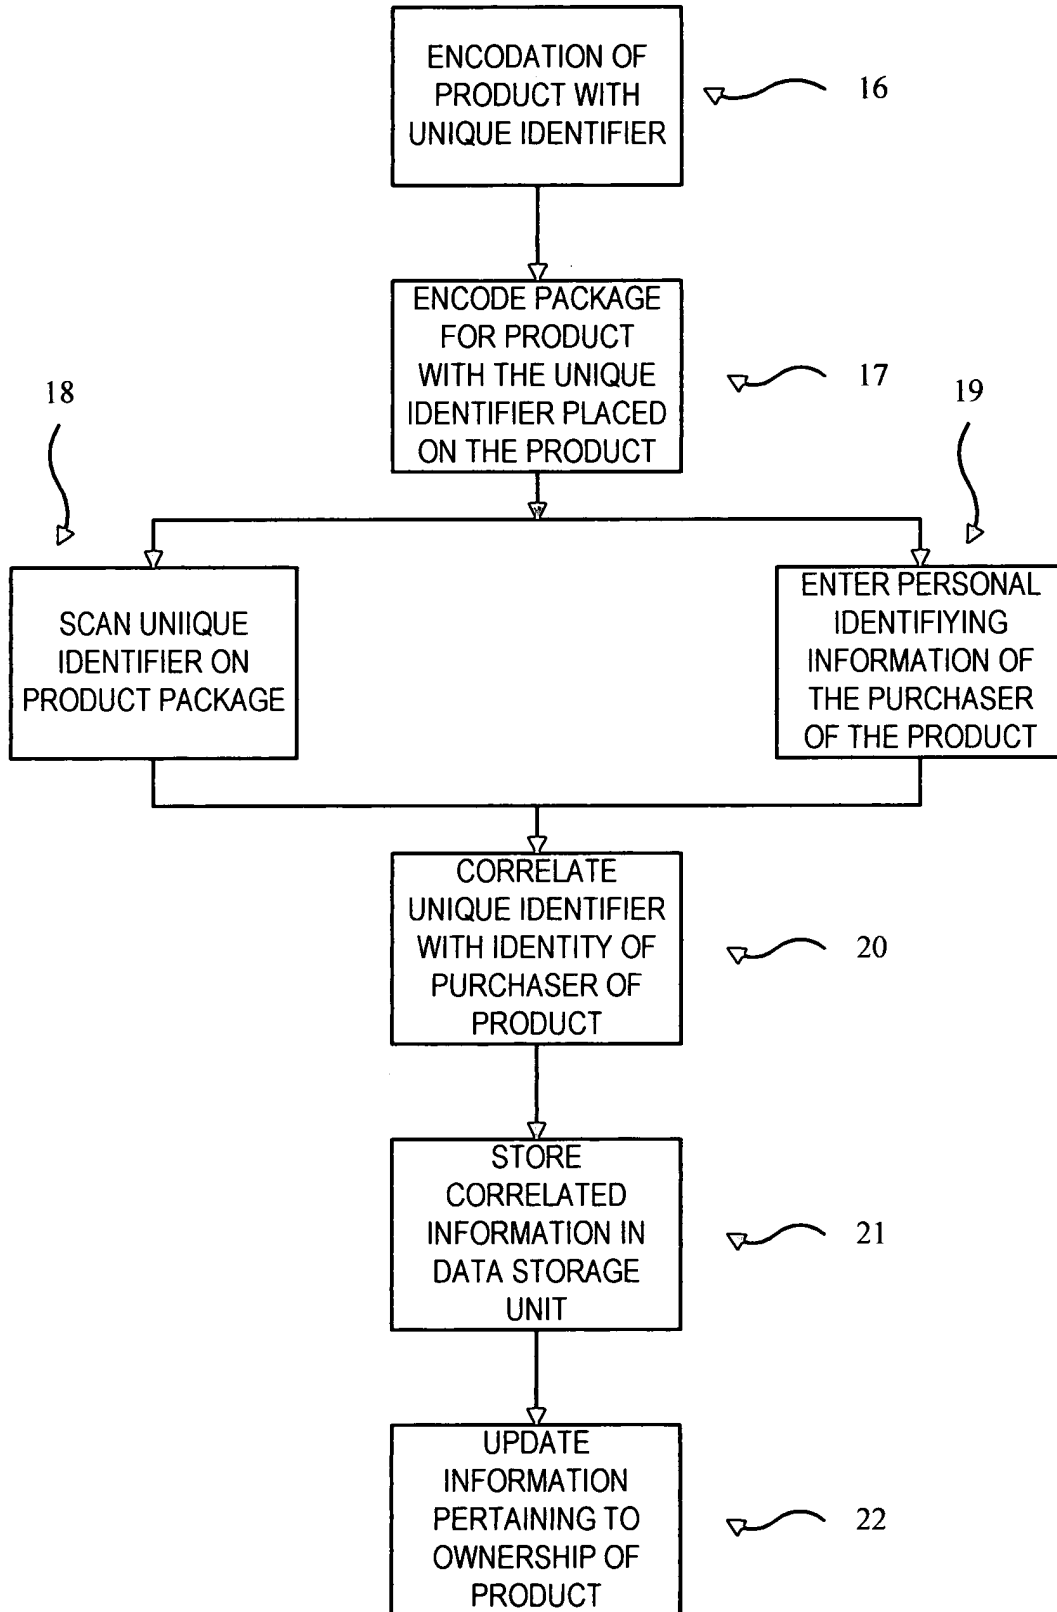 ENCODATION OF
PRODUCT WITH
UNIQUE IDENTIFIER
16
ENCODE PACKAGE
FOR PRODUCT
WITH THE UNIQUE
IDENTIFIER PLACED
ON THE PRODUCT
17
18
19
SCAN UNIIQUE
IDENTIFIER ON
PRODUCT PACKAGE
ENTER PERSONAL
IDENTIFIYING
INFORMATION OF
THE PURCHASER
OF THE PRODUCT
CORRELATE
UNIQUE IDENTIFIER
WITH IDENTITY OF
PURCHASER OF
PRODUCT
20
STORE
CORRELATED
INFORMATION IN
DATA STORAGE
UNIT
21
UPDATE
INFORMATION
PERTAINING TO
OWNERSHIP OF
PRODUCT
22